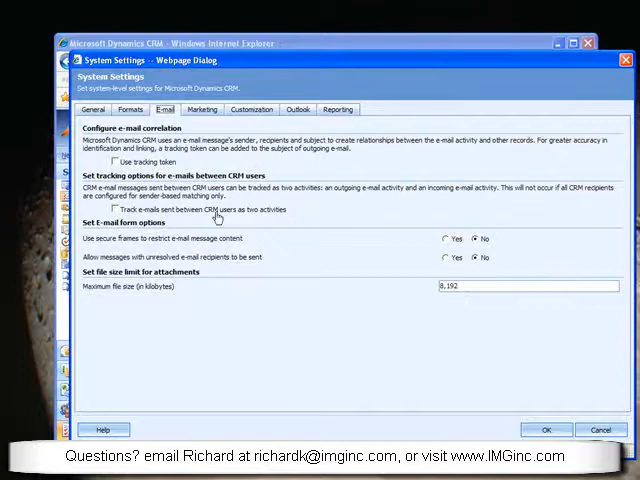 Microsoft Dynamics CRM - Windows Internet Explorer
System Settings -- Webpage Dialog
System Settings
Set system-level settings for Microsoft Dynamics CRM.
General Formats E-mail Marketing Customization Outlook Reporting
Configure e-mail correlation
Microsoft Dynamics CRM uses an e-mail message's sender, recipients and subject to create relationships between the e-mail activity and other records. For greater accuracy in
identification and linking, a tracking token can be added to the subject of outgoing e-mail.
Use tracking token
Set tracking options for e-mails between CRM users
CRM e-mail messages sent between CRM users can be tracked as two activities: an outgoing e-mail activity and an incoming e-mail activity. This will not occur if all CRM recipients
are configured for sender-based matching only.
Track e-mails sent between CRM users as two activities
Set E-mail form options
Use secure frames to restrict e-mail message content Yes No
Allow messages with unresolved e-mail recipients to be sent Yes No
Set file size limit for attachments
Maximum file size (in kilobytes) 8,192
Help OK Cancel
Questions? email Richard at richardk@imginc.com, or visit www.IMGinc.com